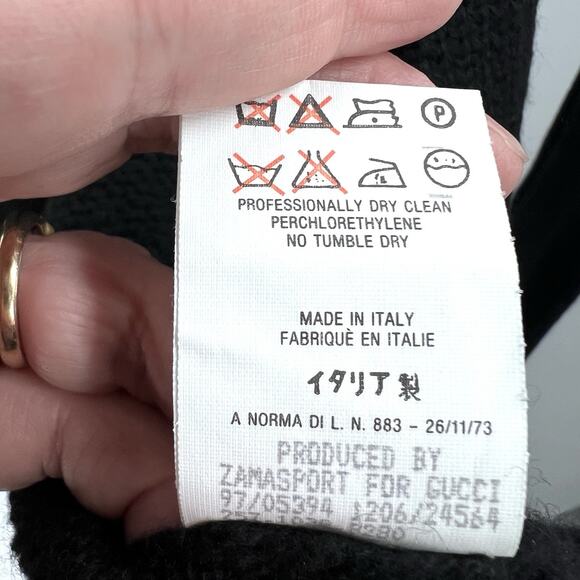 P
PROFESSIONALLY DRY CLEAN
PERCHLORETHYLENE
NO TUMBLE DRY
MADE IN ITALY
FABRIQUÈ EN ITALIE
イタリア製
A NORMA DI L. N. 883 - 26/11/73
PRODUCED BY
ZAMASPORT FOR GUCCI
97/05394 1206/24564